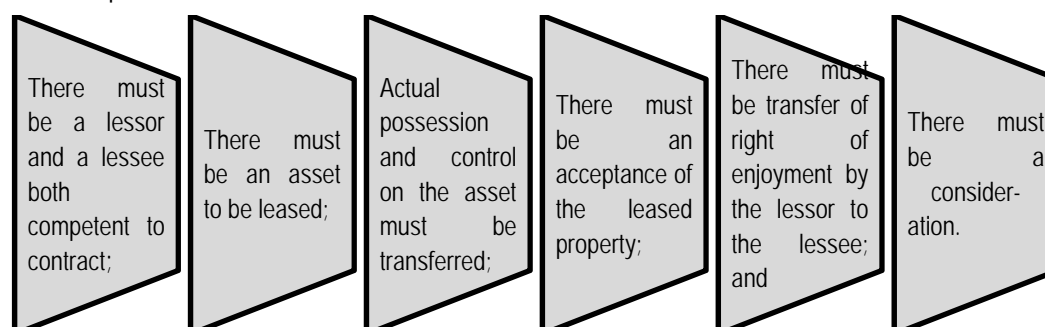 There must
be a lessor
and a lessee
both
competent to
contract;
There must
be an asset
to be leased;
Actual
possession
and control
on the asset
must be
transferred;
There must
be an
acceptance of
the leased
property;
There must
be transfer of
right of
enjoyment by
the lessor to
the lessee;
and
There must
be a
consider-
ation.